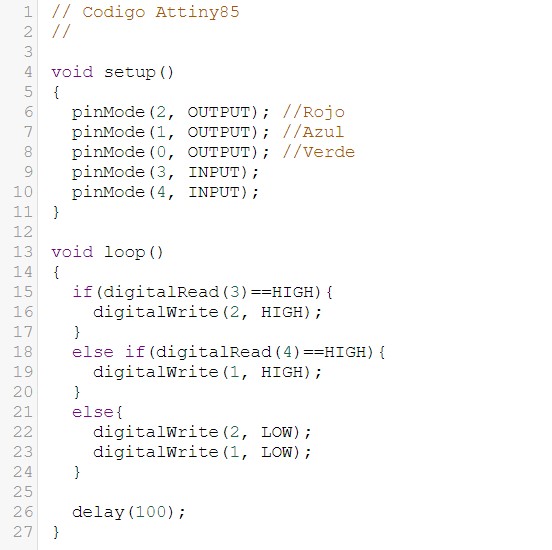 1 // Codigo Attiny85
2 //
3
4 void setup()
5 {
6   pinMode(2, OUTPUT); //Rojo
7   pinMode(1, OUTPUT); //Azul
8   pinMode(0, OUTPUT); //Verde
9   pinMode(3, INPUT);
10   pinMode(4, INPUT);
11 }
12
13 void loop()
14 {
15   if(digitalRead(3)==HIGH){
16     digitalWrite(2, HIGH);
17   }
18   else if(digitalRead(4)==HIGH){
19     digitalWrite(1, HIGH);
20   }
21   else{
22     digitalWrite(2, LOW);
23     digitalWrite(1, LOW);
24   }
25
26   delay(100);
27 }